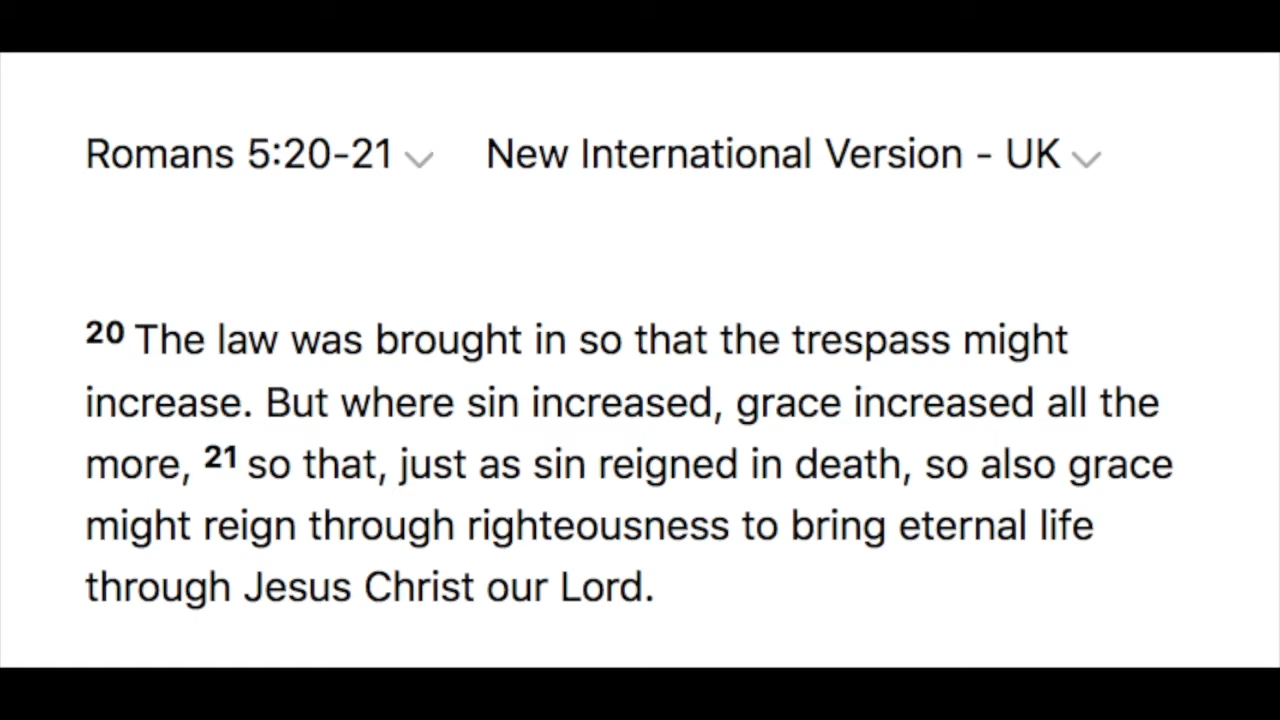 Romans 5:20-21 New International Version - UK
20 The law was brought in so that the trespass might
increase. But where sin increased, grace increased all the
more, 21 so that, just as sin reigned in death, so also grace
might reign through righteousness to bring eternal life
through Jesus Christ our Lord.